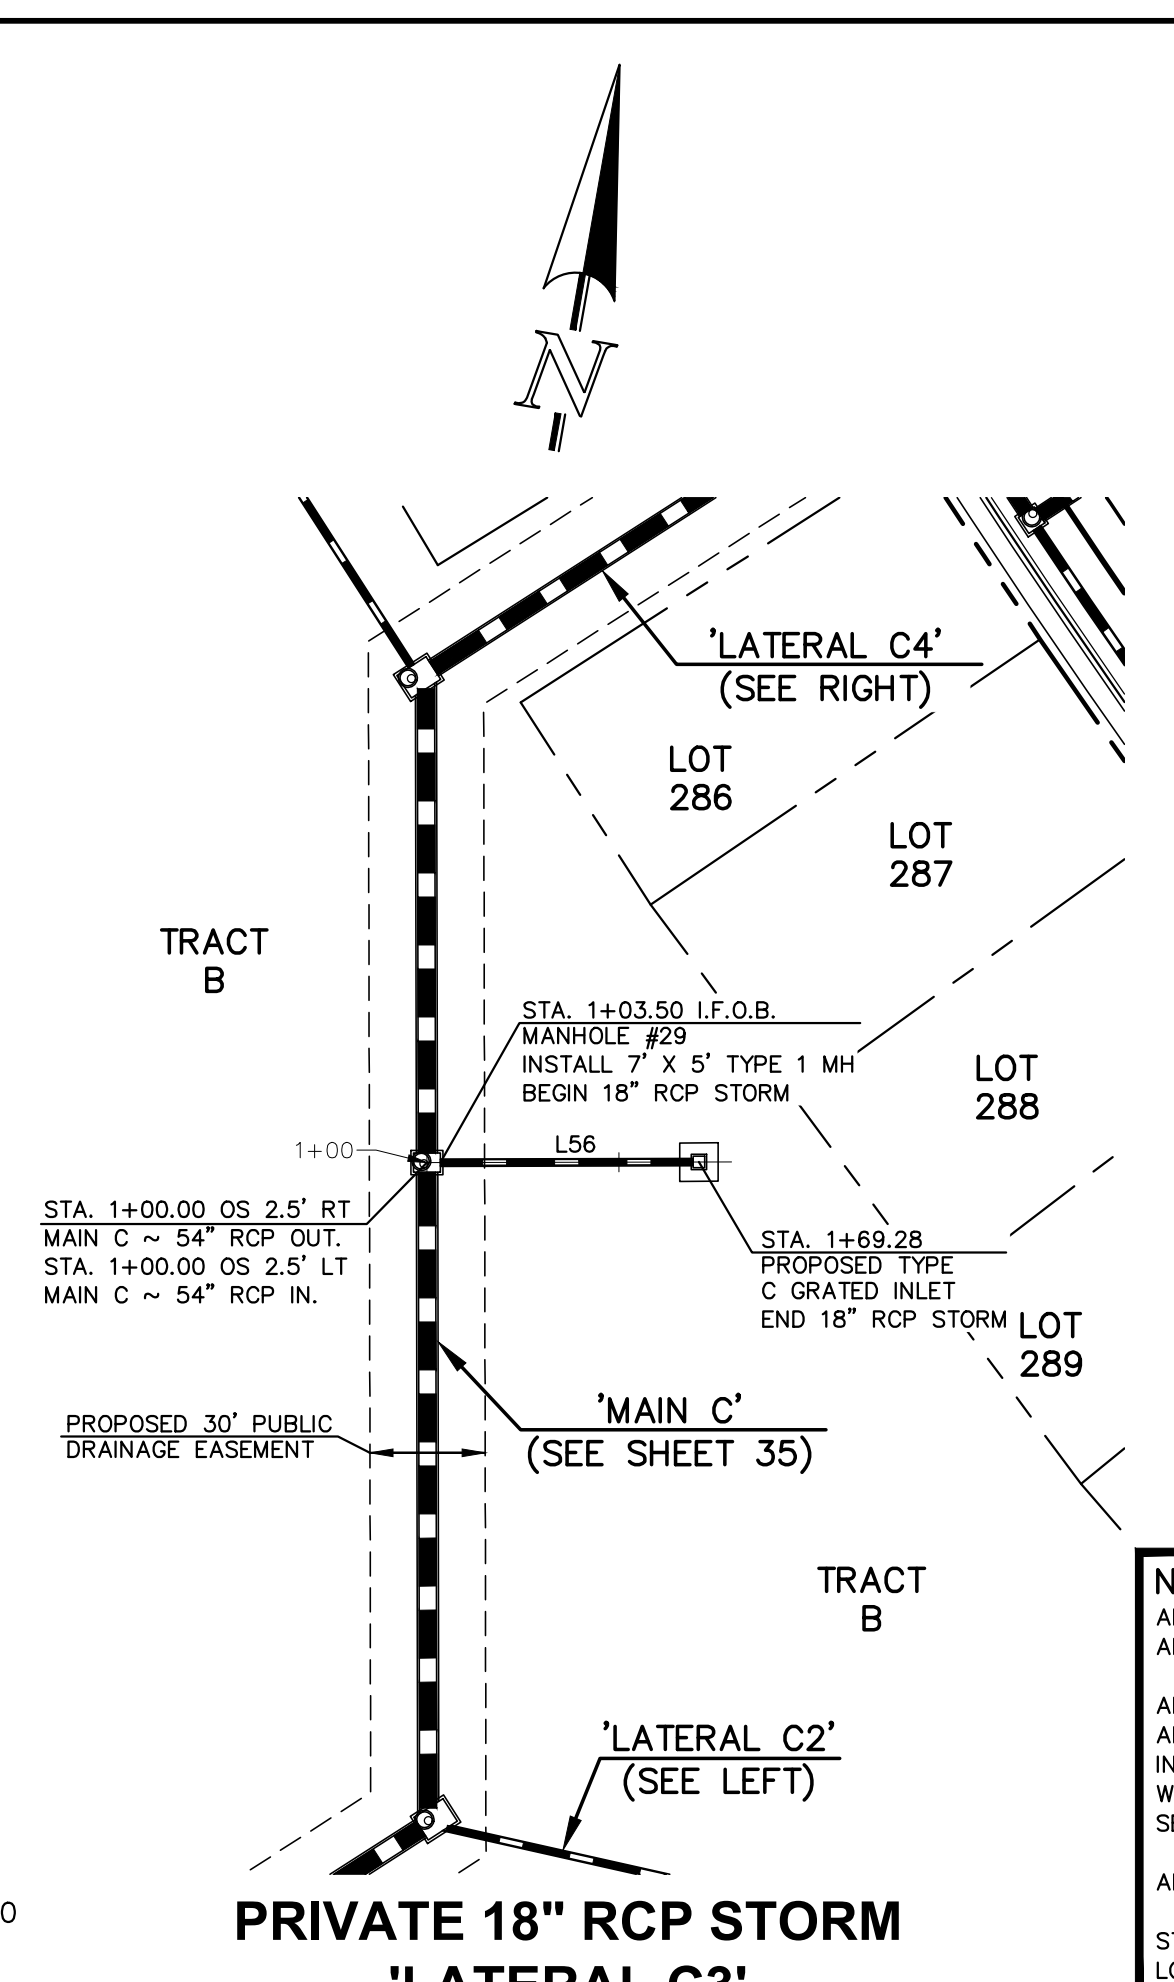 N
'LATERAL C4'
(SEE RIGHT)
LOT
286
LOT
287
TRACT
B
STA. 1+03.50 I.F.O.B.
MANHOLE #29
INSTALL 7' X 5' TYPE 1 MH
BEGIN 18" RCP STORM
LOT
288
L56
1+00
STA. 1+00.00 OS 2.5' RT
MAIN C ~ 54" RCP OUT.
STA. 1+00.00 OS 2.5' LT
MAIN C ~ 54" RCP IN.
STA. 1+69.28
PROPOSED TYPE
C GRATED INLET
END 18" RCP STORM
LOT
289
'MAIN C'
(SEE SHEET 35)
PROPOSED 30' PUBLIC
DRAINAGE EASEMENT
TRACT
B
'LATERAL C2'
(SEE LEFT)
PRIVATE 18" RCP STORM
'LATERAL C3'
0